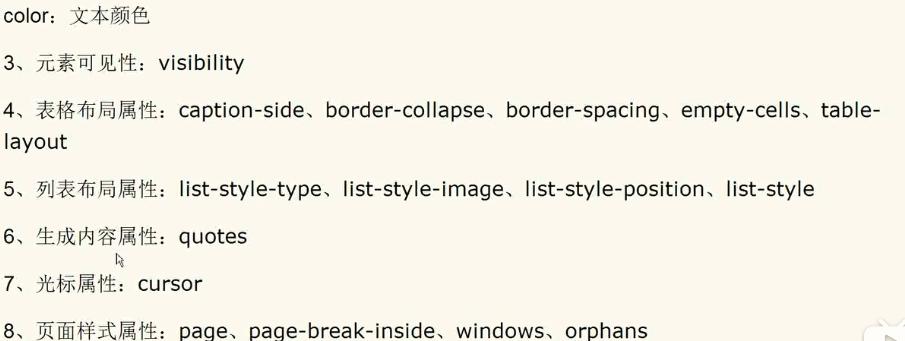 color：文本颜色
3、元素可见性：visibility
4、表格布局属性：caption-side、border-collapse、border-spacing、empty-cells、table-
layout
5、列表布局属性：list-style-type、list-style-image、list-style-position、list-style
6、生成内容属性：quotes
7、光标属性：cursor
8、页面样式属性：page、page-break-inside、windows、orphans